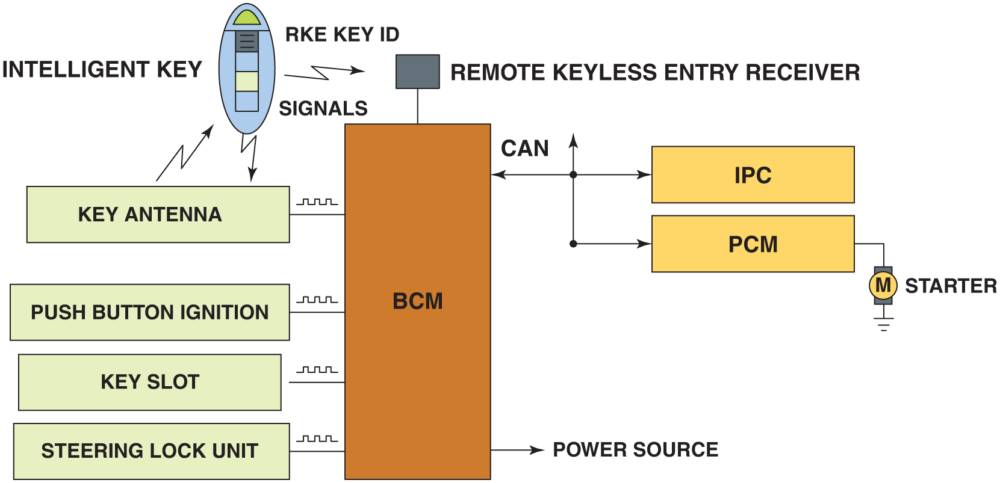 RKE KEY ID
INTELLIGENT KEY
REMOTE KEYLESS ENTRY RECEIVER
SIGNALS
CAN
IPC
KEY ANTENNA
PCM
M
STARTER
BCM
PUSH BUTTON IGNITION
KEY SLOT
STEERING LOCK UNIT
POWER SOURCE